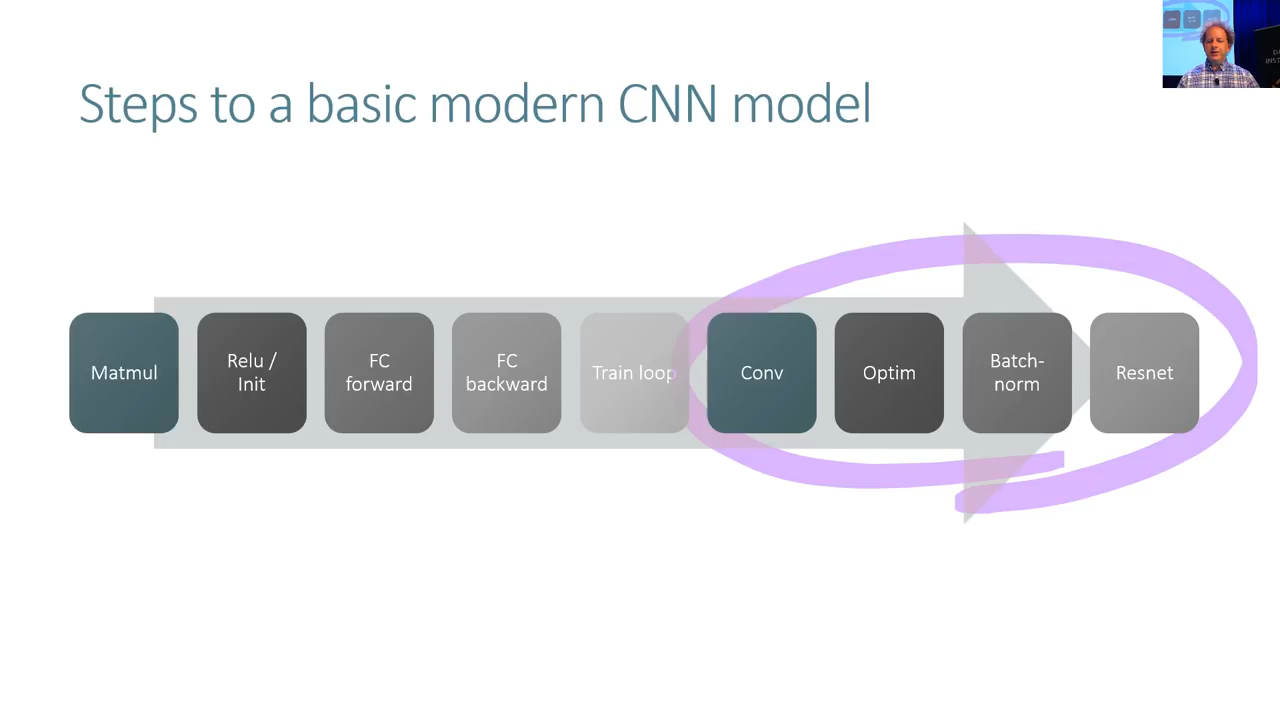 Steps to a basic modern CNN model
Matmul
Relu /
Init
FC
forward
FC
backward
Train loop
Conv
Optim
Batch-
norm
Resnet